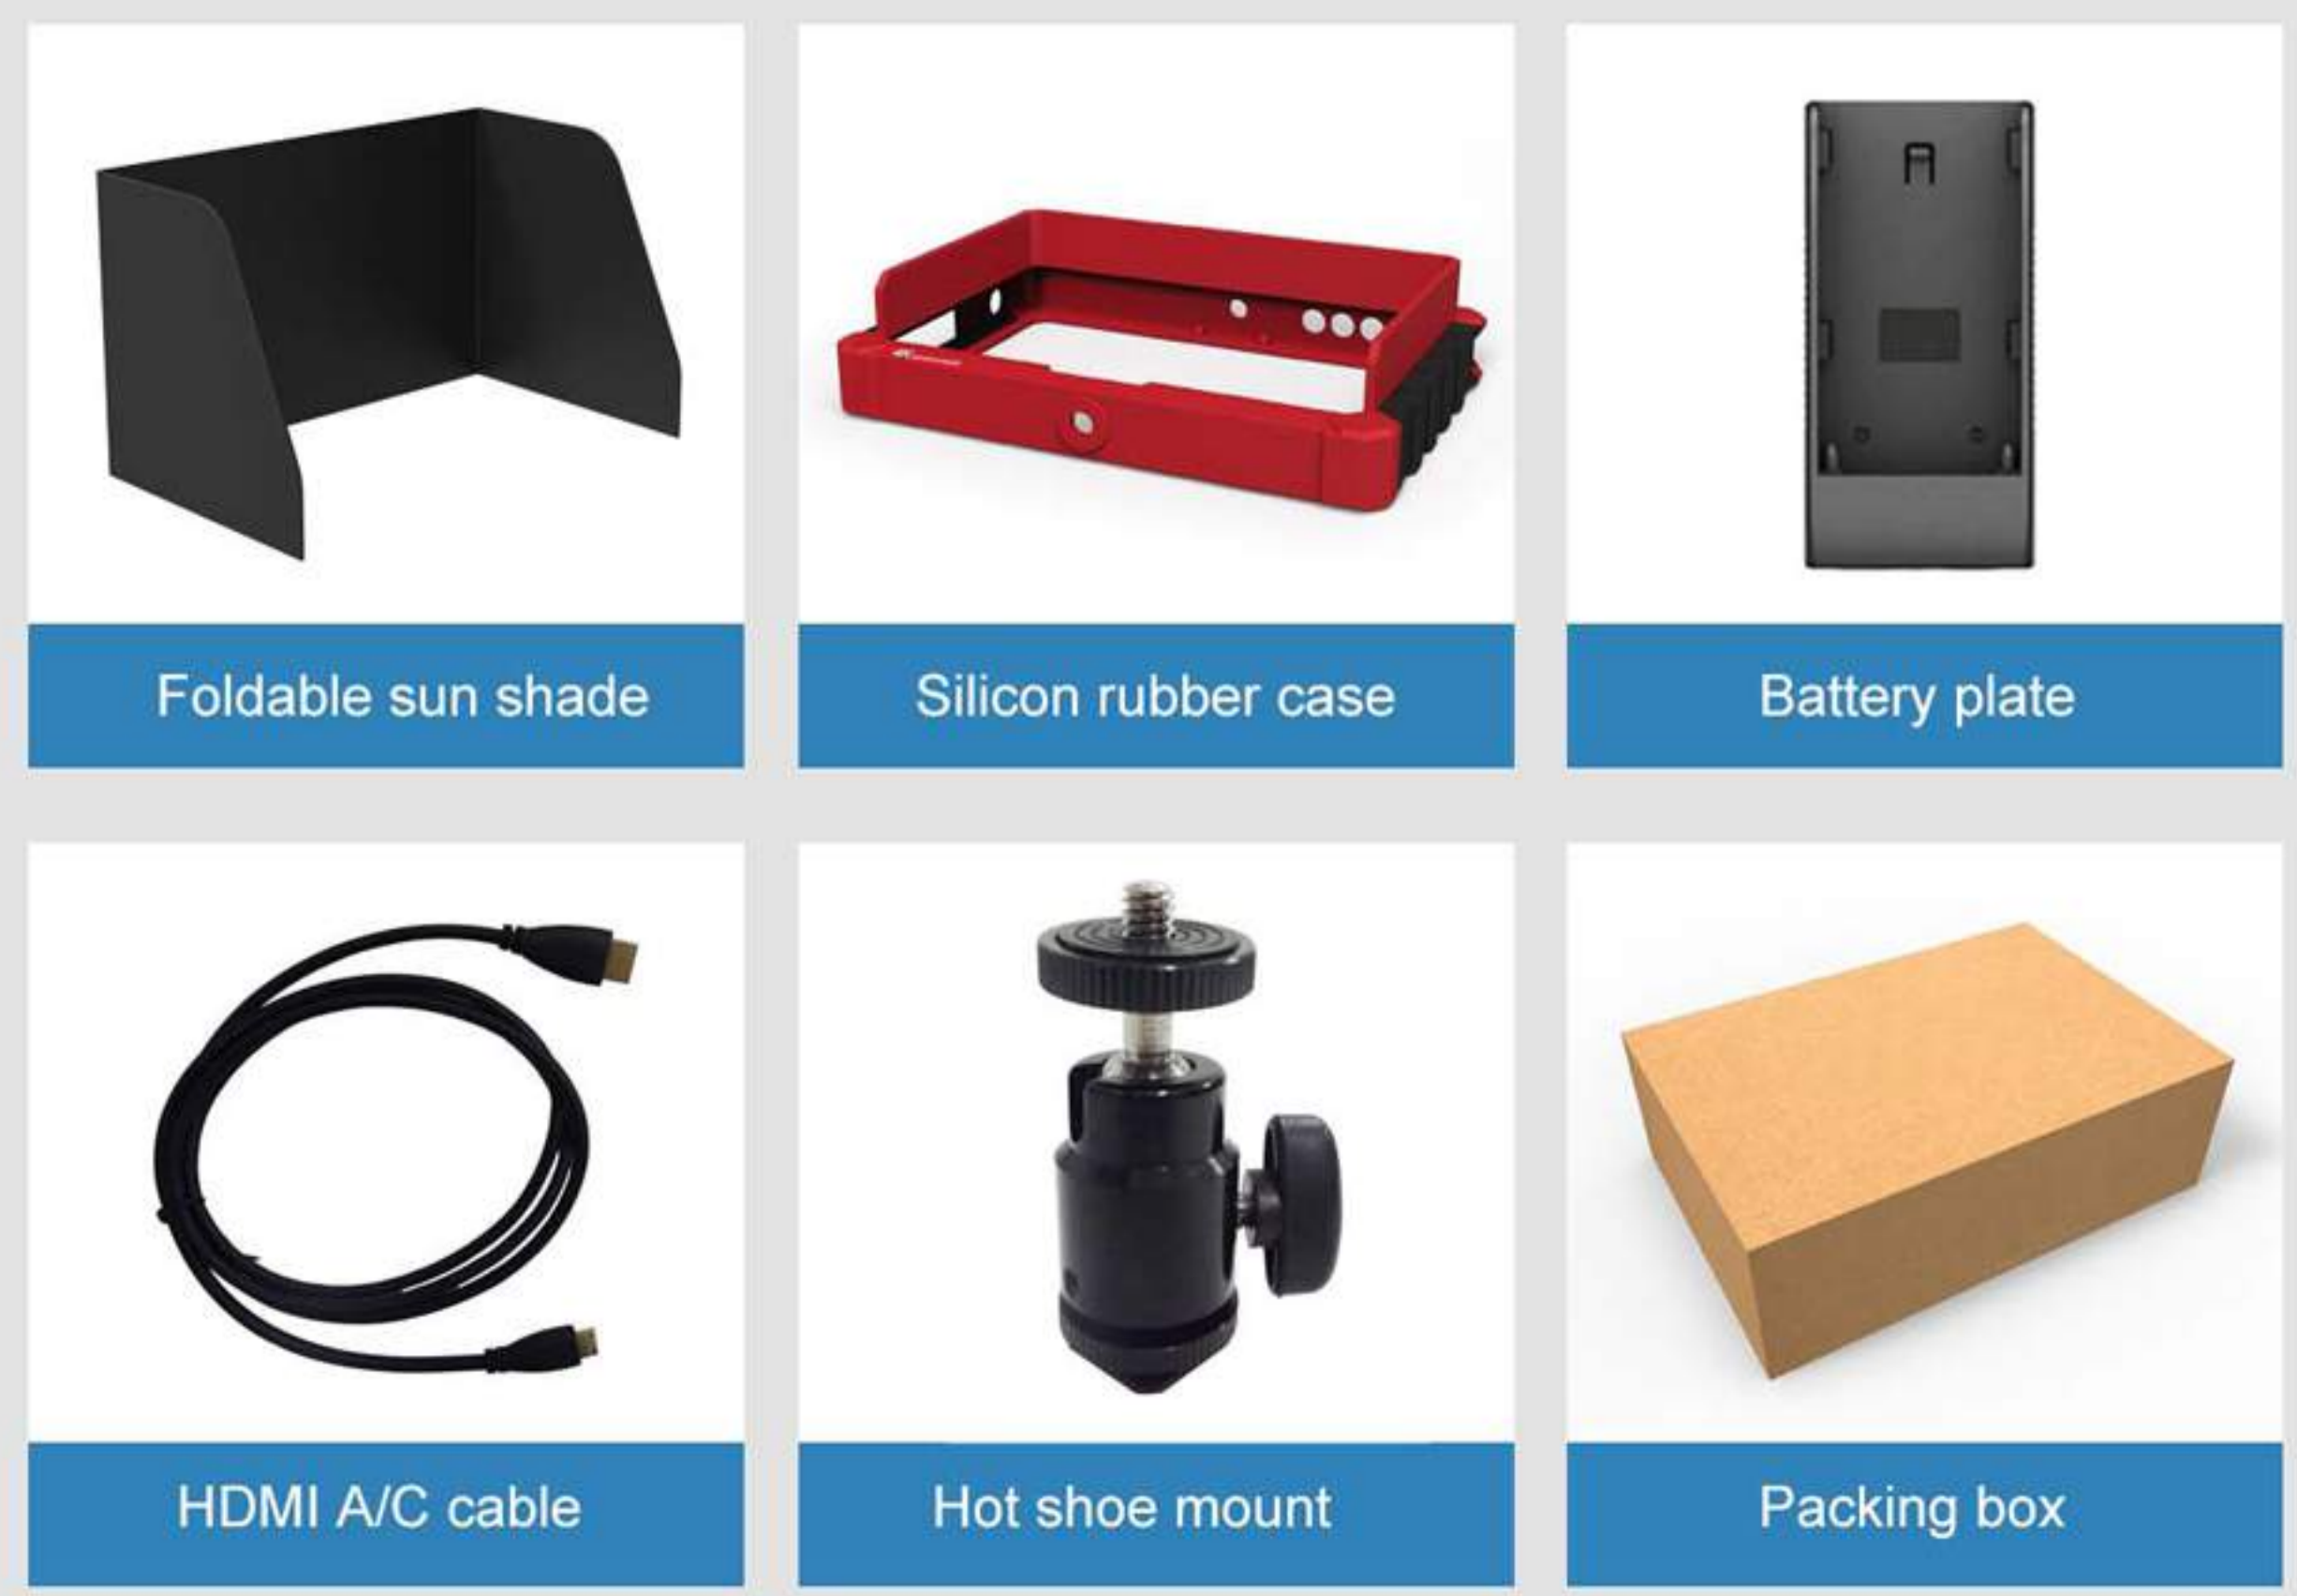 Foldable sun shade
Silicon rubber case
Battery plate
HDMI A/C cable
Hot shoe mount
Packing box